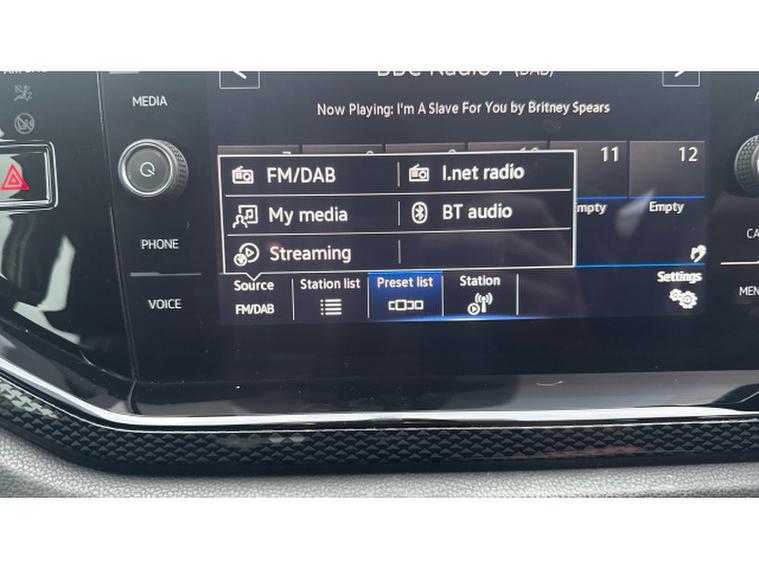 MEDIA
Now Playing: I'm A Slave For You by Britney Spears
11
12
FM/DAB
I.net radio
My media
BT audio
Empty
Streaming
PHONE
VOICE
Source
FM/DAB
Station list
Preset list
Station
Settings